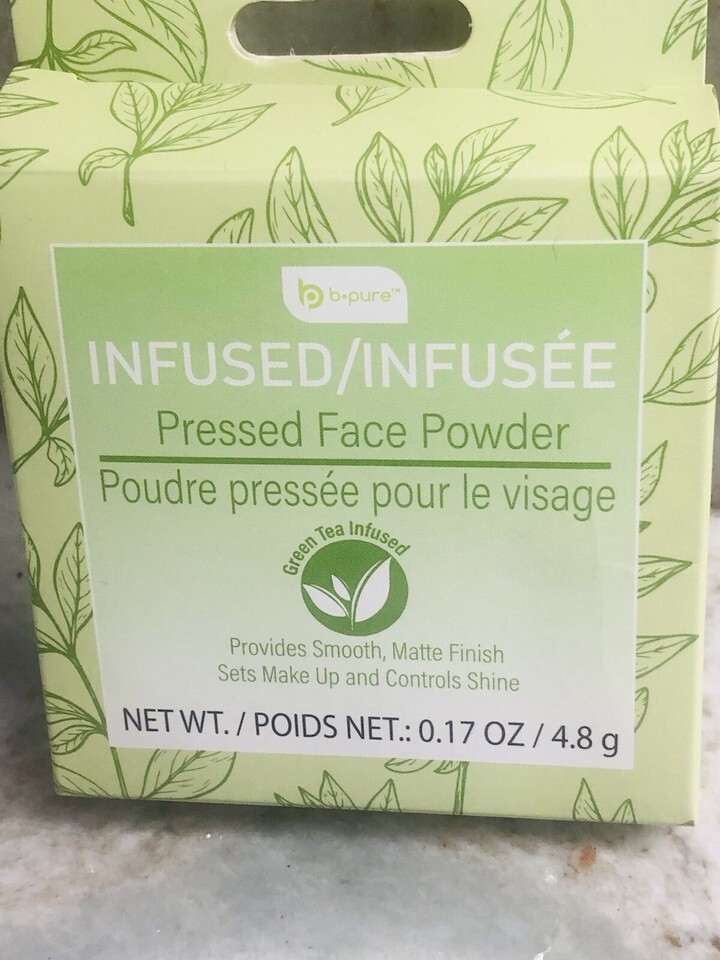 b•pure™
INFUSED/INFUSÉE
Pressed Face Powder
Poudre pressée pour le visage
Green Tea Infused
Provides Smooth, Matte Finish
Sets Make Up and Controls Shine
NET WT. / POIDS NET.: 0.17 OZ / 4.8 g